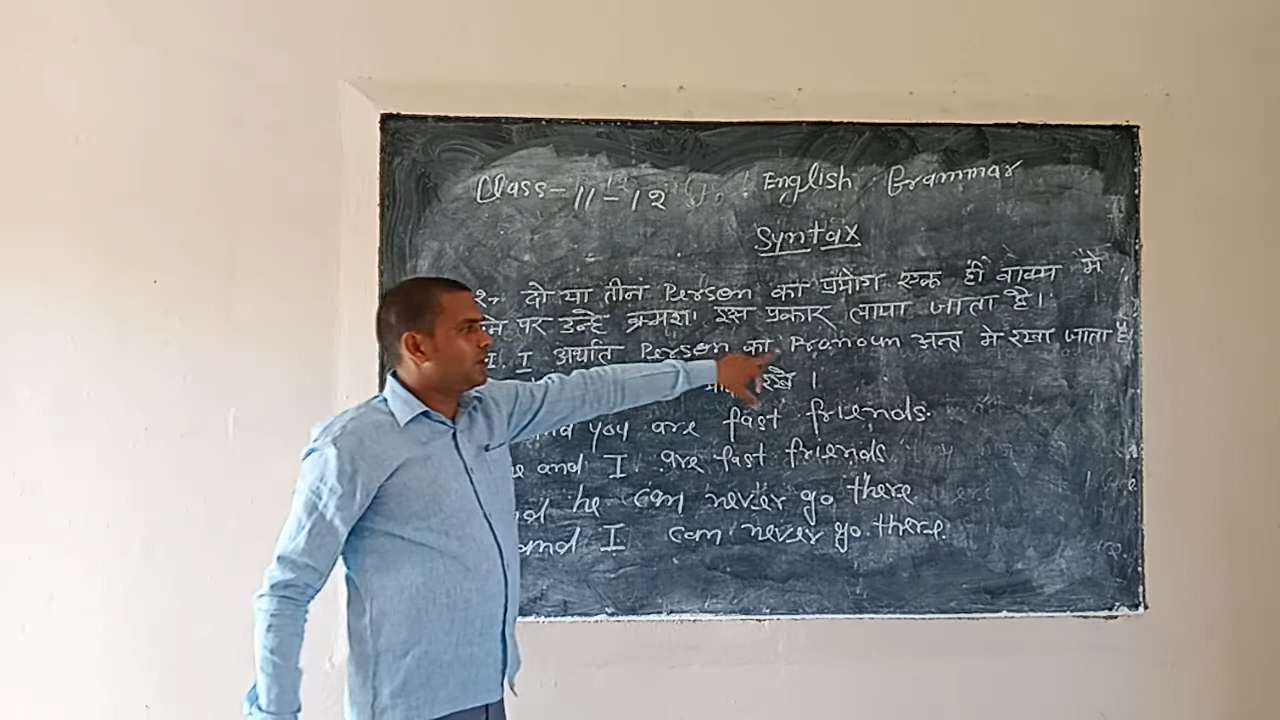 Class - 11-12 English Grammar
Syntax
दो या तीन Person का प्रयोग एक ही वाक्य में
पर उन्हें क्रमशः इस प्रकार लाया जाता है।
I. I अर्थात Person का Pronoun अन्त मे रखा जाता है
रखें ।
you are fast friends.
and I are fast friends.
he can never go there.
and I can never go there.